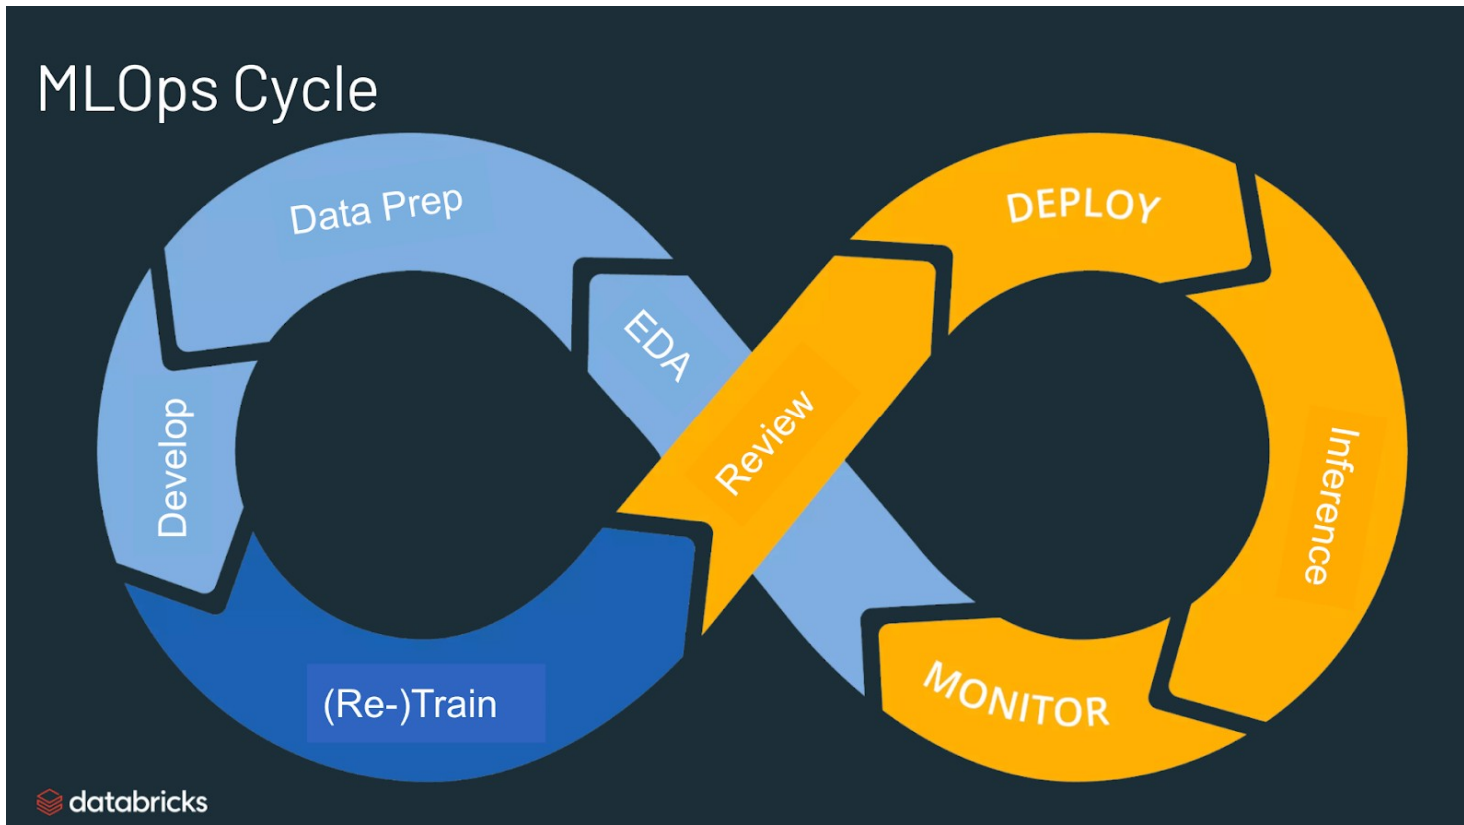 MLOps Cycle
Data Prep
DEPLOY
EDA
Review
Develop
Inference
(Re-)Train
MONITOR
databricks